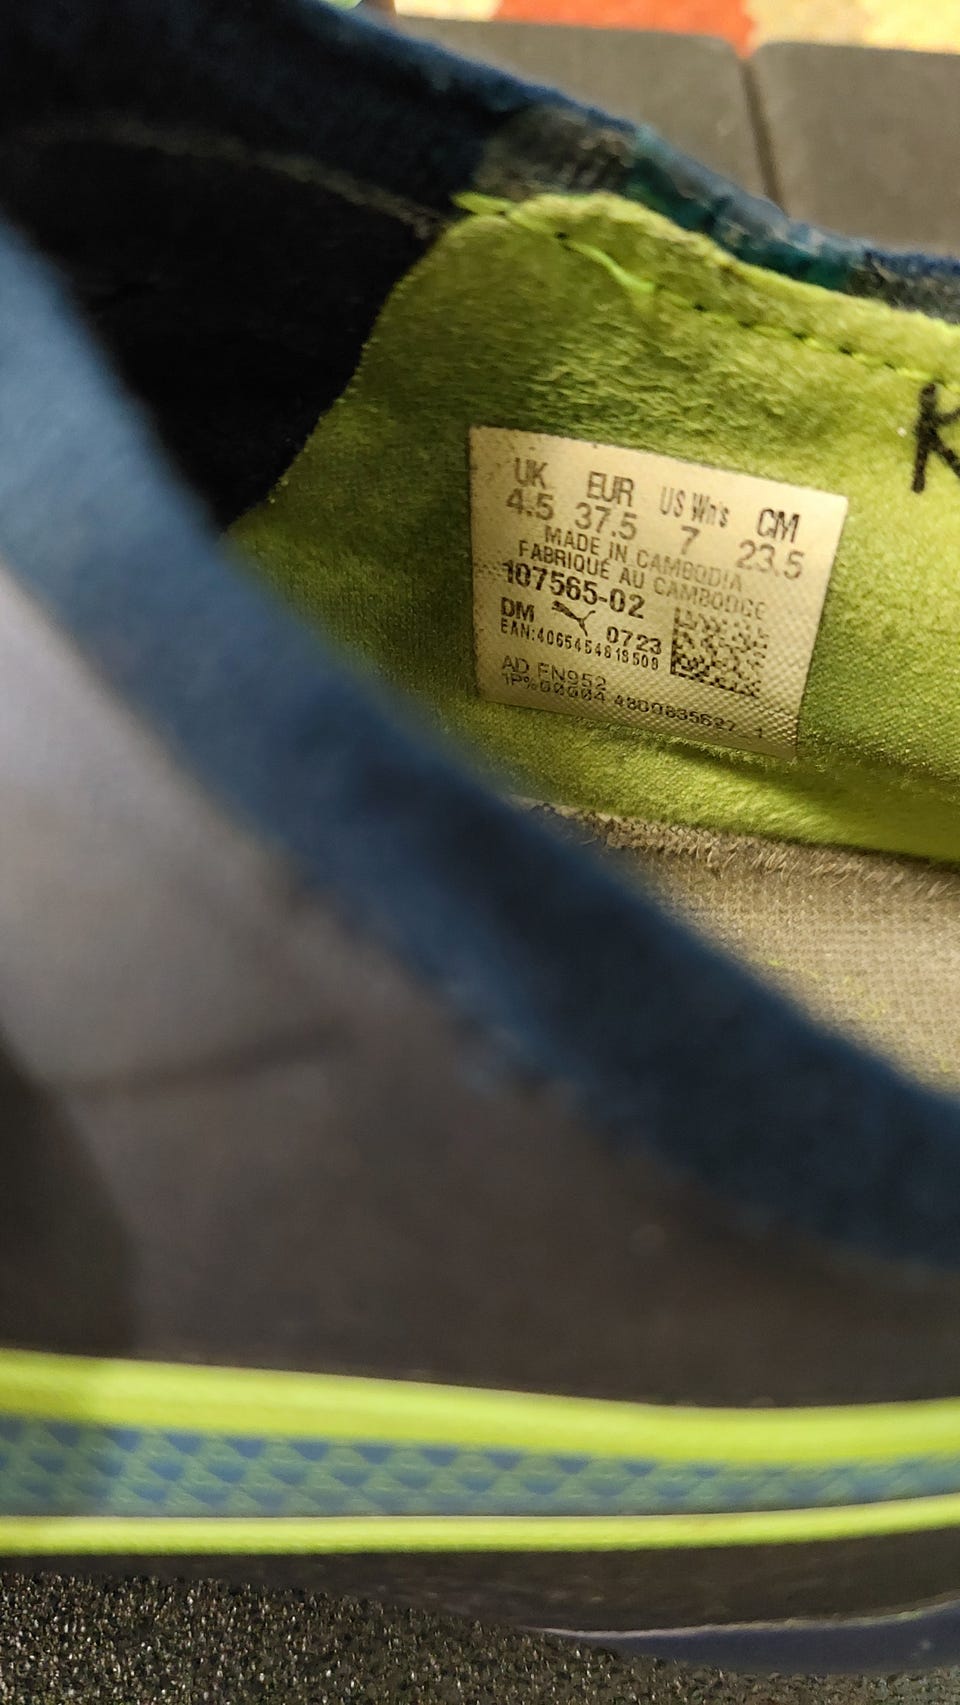 K
UK EUR US Wn's CM
4.5 37.5 7 23.5
MADE IN CAMBODIA
FABRIQUÉ AU CAMBODGE
107565-02
DM 0723
EAN:4065454818509
AD FN952